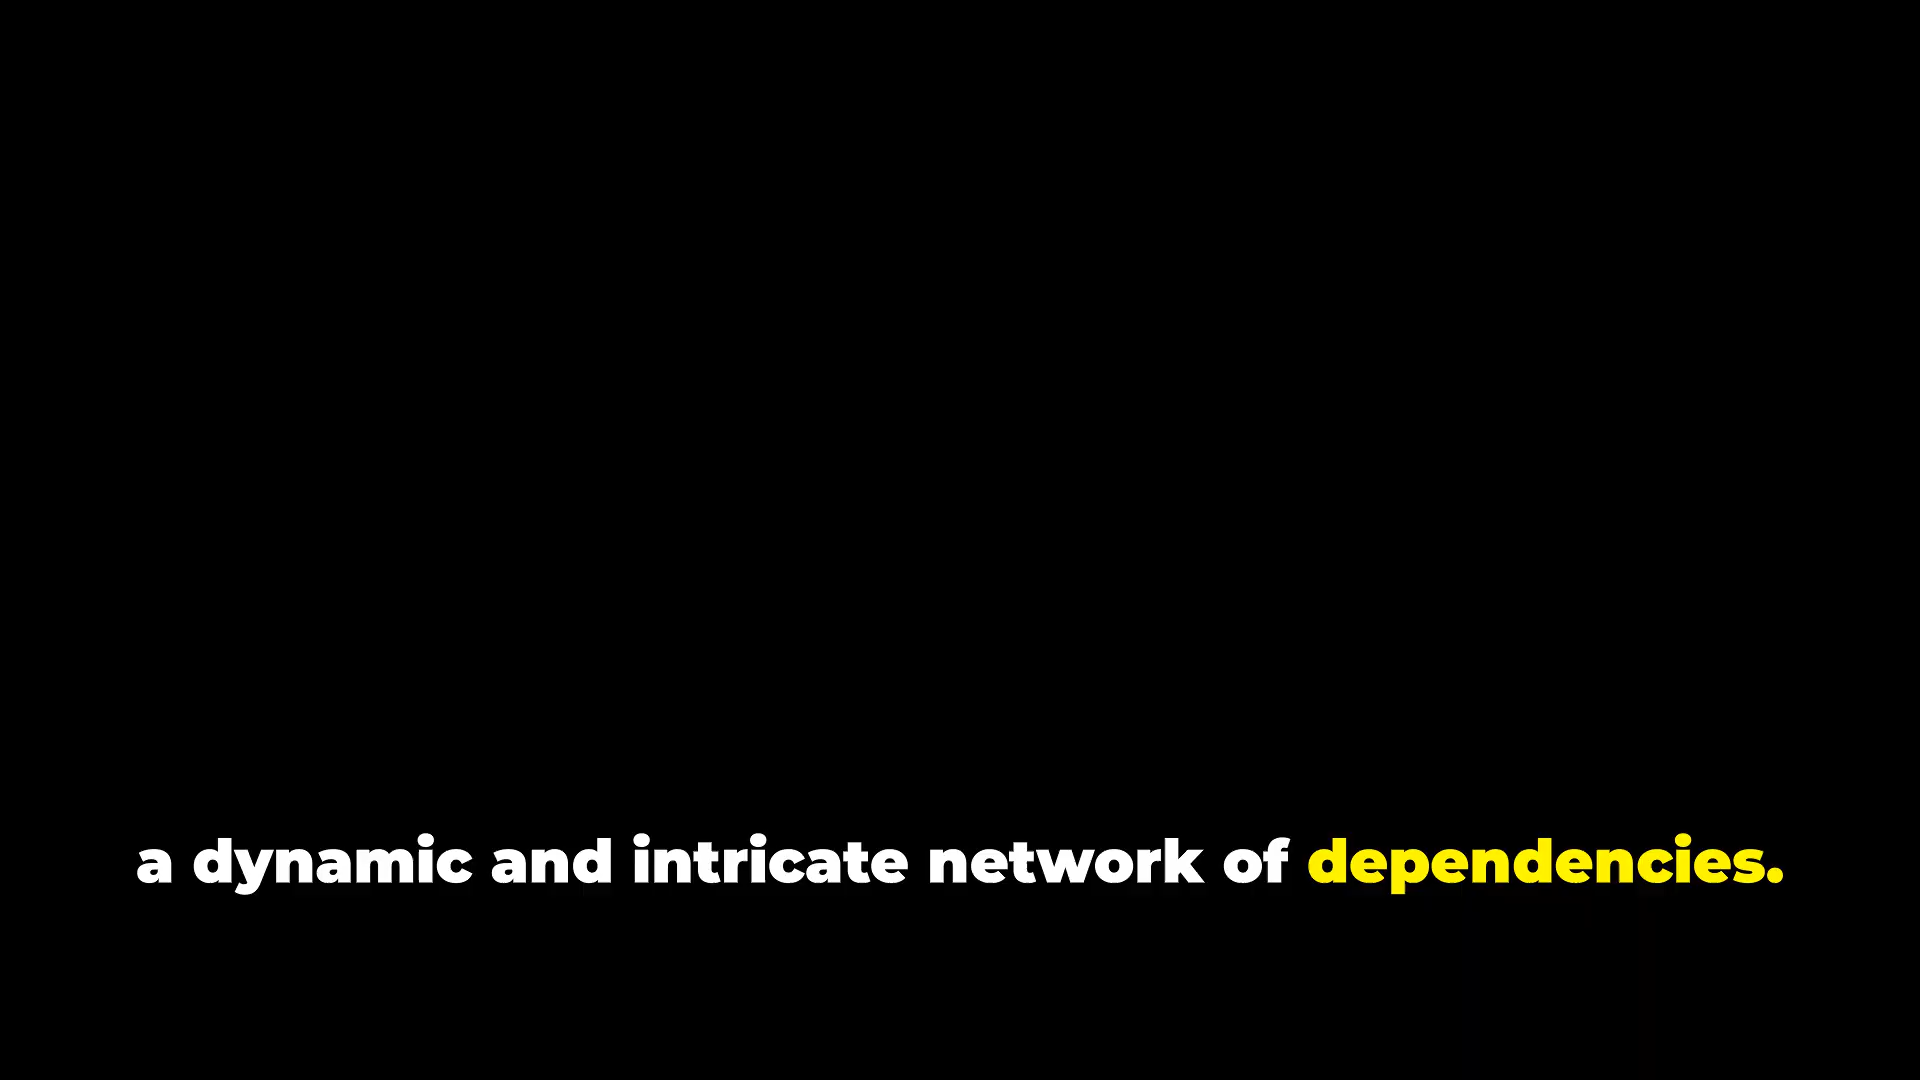 a dynamic and intricate network of dependencies.